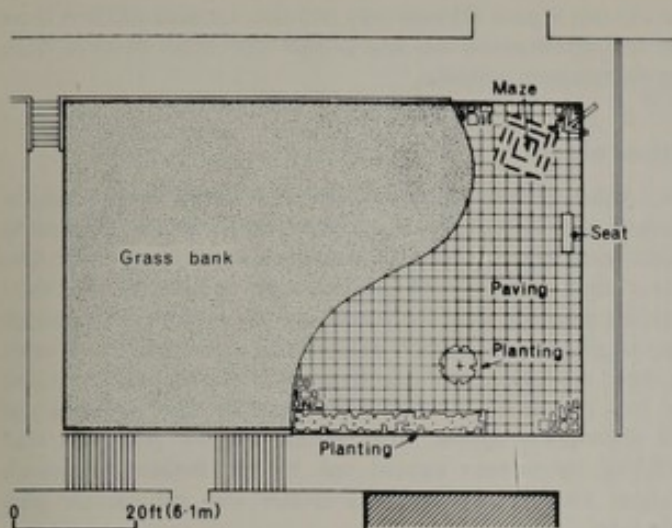 Maze
Seat
Grass bank
Paving
Planting
Planting
0 20ft(6·1m)